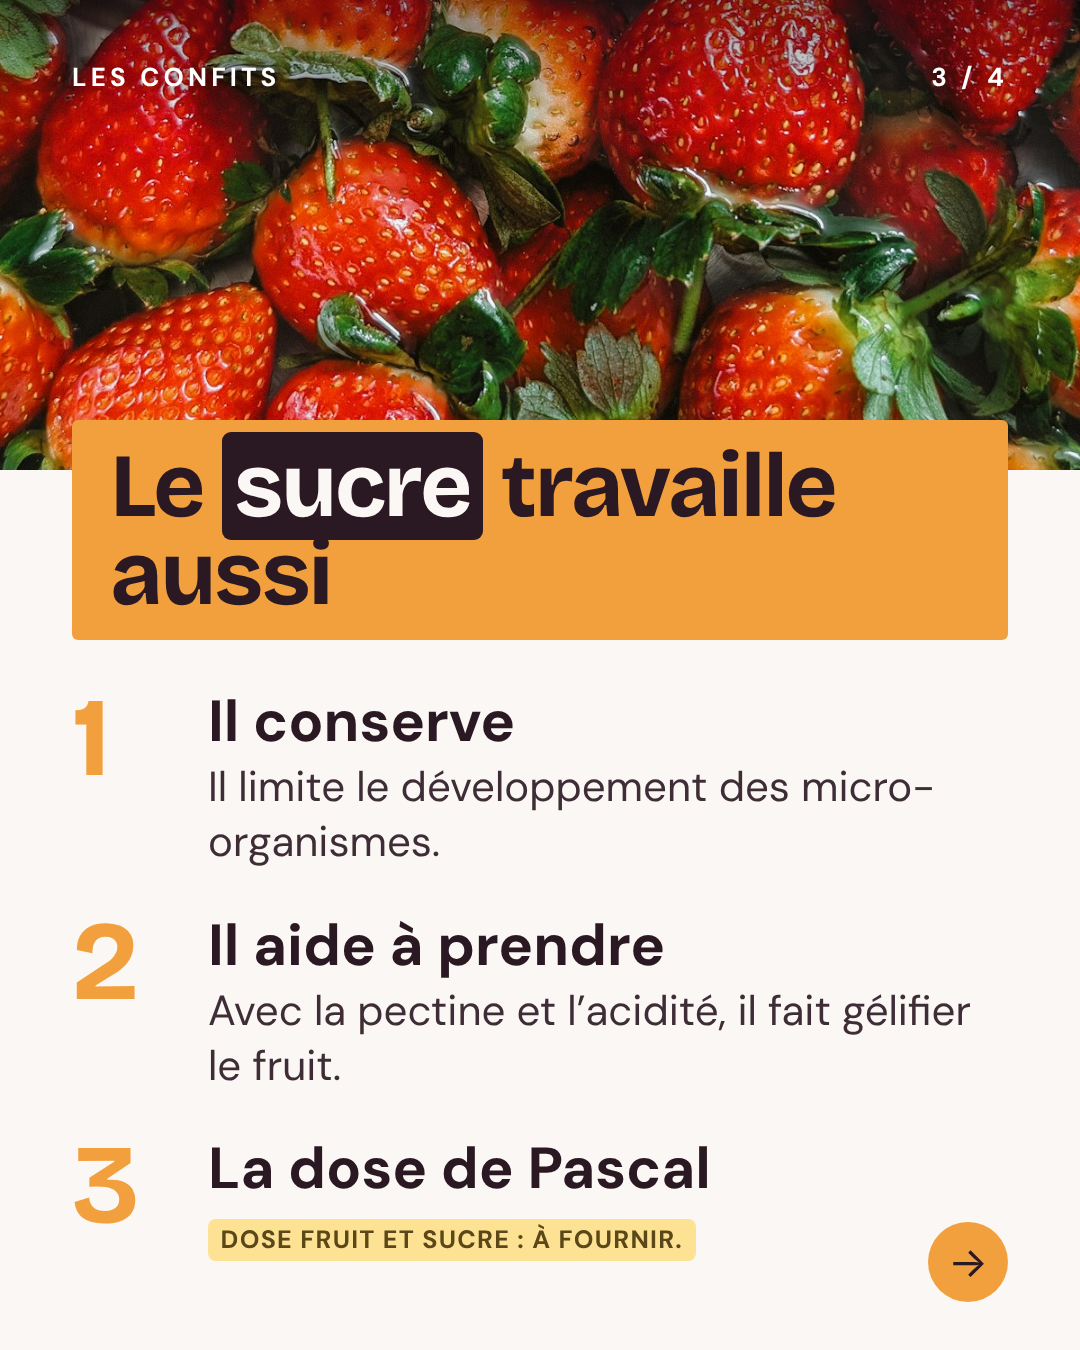 LES CONFITS
3 / 4
Le sucre travaille
aussi
1
Il conserve
Il limite le développement des micro-
organismes.
2
Il aide à prendre
Avec la pectine et l’acidité, il fait gélifier
le fruit.
3
La dose de Pascal
DOSE FRUIT ET SUCRE : À FOURNIR.
→